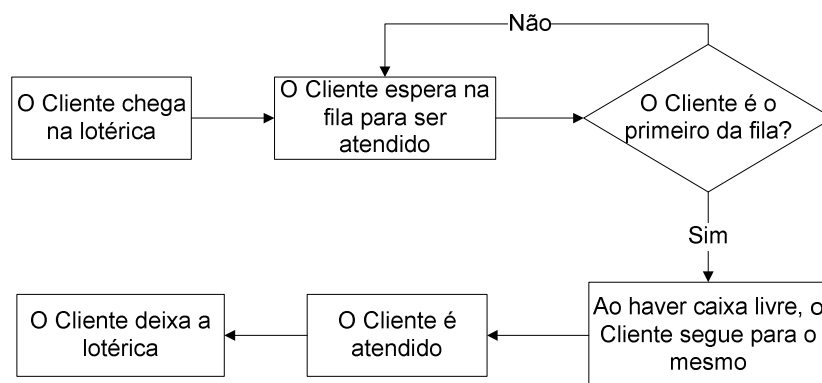 Não
O Cliente chega
na lotérica
O Cliente espera na
fila para ser
atendido
O Cliente é o
primeiro da fila?
Sim
Ao haver caixa livre, o
Cliente segue para o
mesmo
O Cliente é
atendido
O Cliente deixa a
lotérica